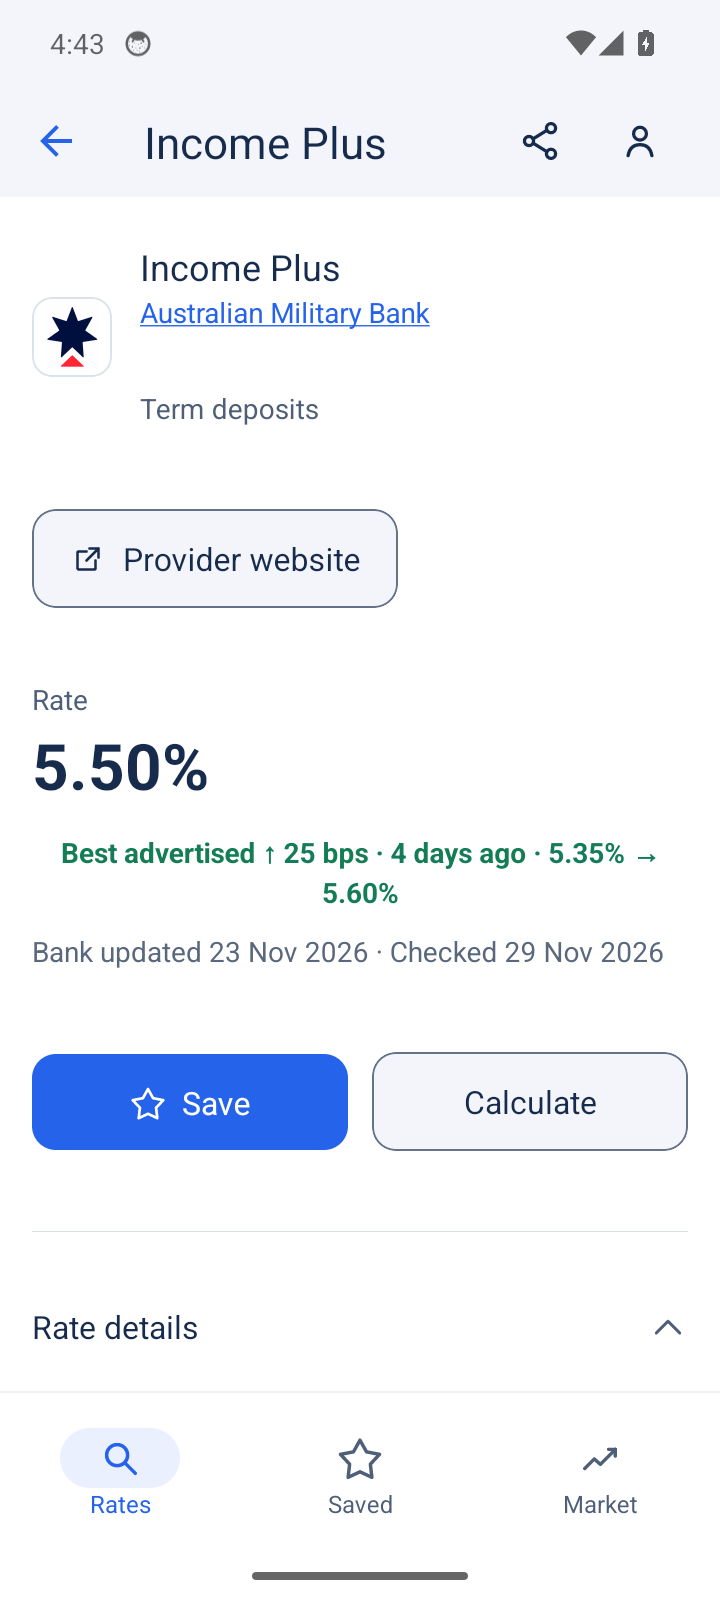 4:43
Income Plus
Income Plus
Australian Military Bank
Term deposits
Provider website
Rate
5.50%
Best advertised ↑ 25 bps · 4 days ago · 5.35% →
5.60%
Bank updated 23 Nov 2026 · Checked 29 Nov 2026
Save
Calculate
Rate details
Rates
Saved
Market